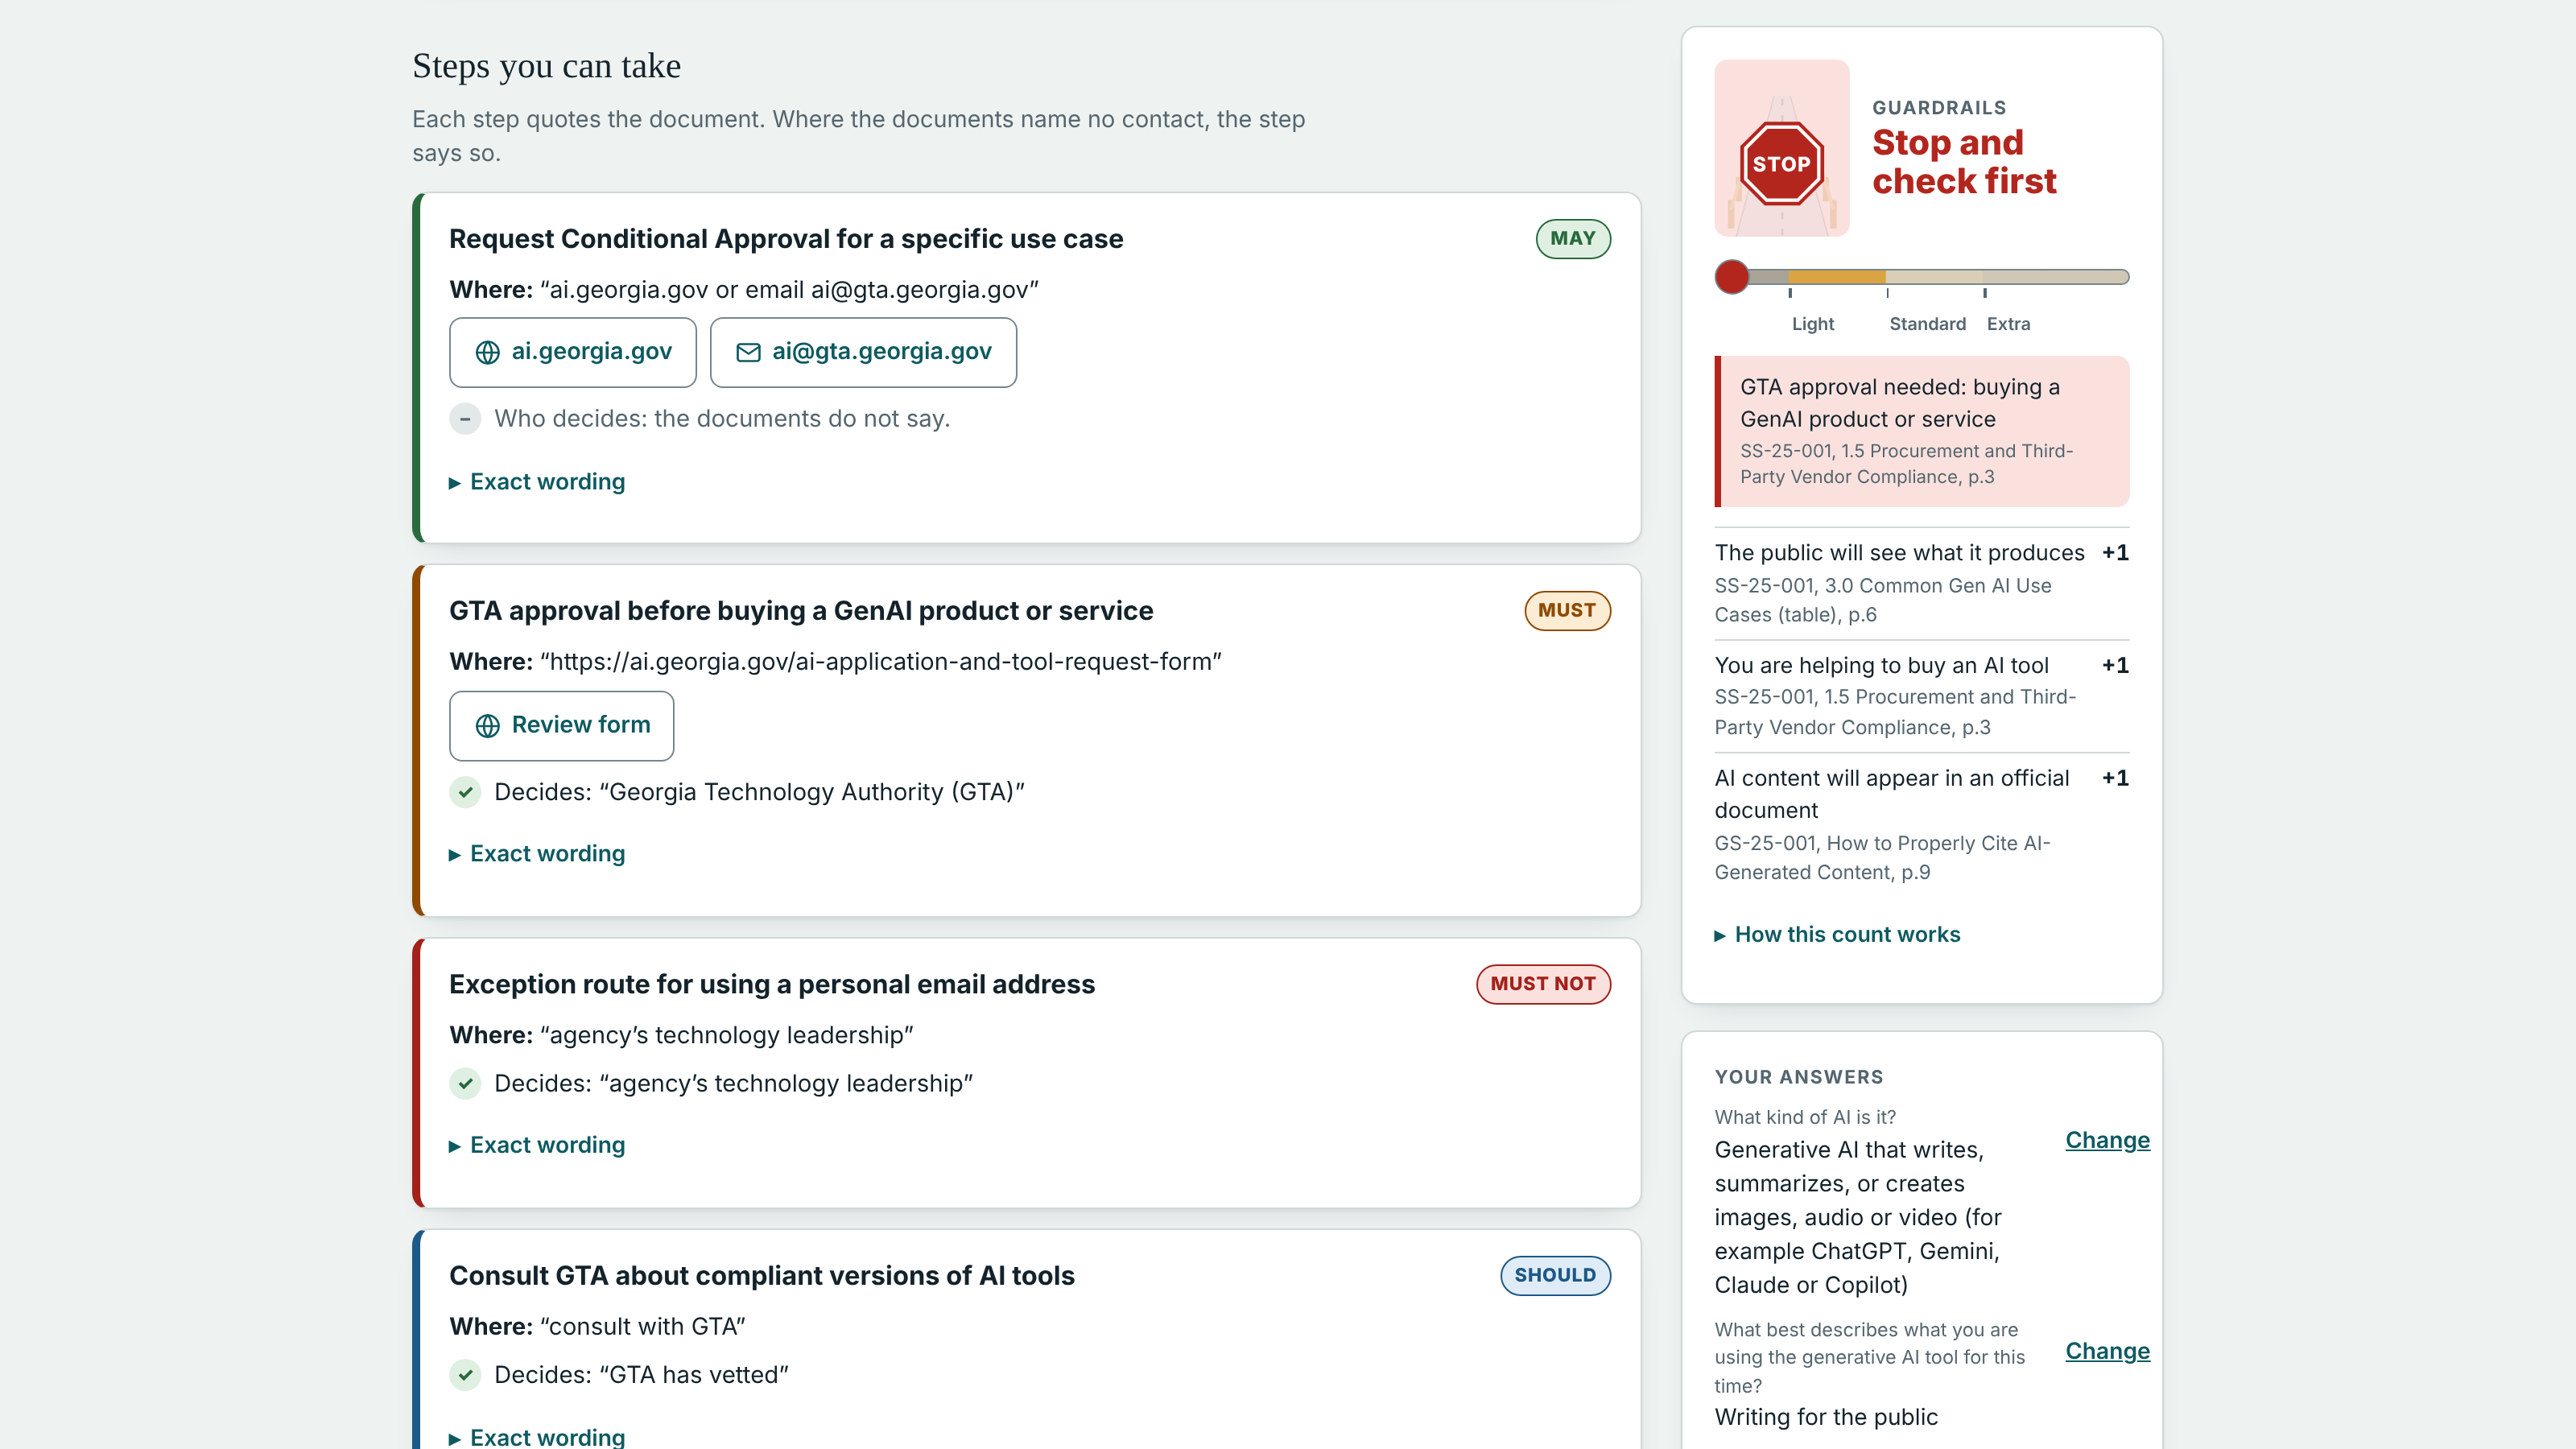 Steps you can take
Each step quotes the document. Where the documents name no contact, the step
says so.
Request Conditional Approval for a specific use case
MAY
Where: “ai.georgia.gov or email ai@gta.georgia.gov”
ai.georgia.gov
ai@gta.georgia.gov
Who decides: the documents do not say.
▸ Exact wording
GTA approval before buying a GenAI product or service
MUST
Where: “https://ai.georgia.gov/ai-application-and-tool-request-form”
Review form
Decides: “Georgia Technology Authority (GTA)”
▸ Exact wording
Exception route for using a personal email address
MUST NOT
Where: “agency’s technology leadership”
Decides: “agency’s technology leadership”
▸ Exact wording
Consult GTA about compliant versions of AI tools
SHOULD
Where: “consult with GTA”
Decides: “GTA has vetted”
▸ Exact wording
STOP
GUARDRAILS
Stop and
check first
Light
Standard
Extra
GTA approval needed: buying a
GenAI product or service
SS-25-001, 1.5 Procurement and Third-
Party Vendor Compliance, p.3
The public will see what it produces +1
SS-25-001, 3.0 Common Gen AI Use
Cases (table), p.6
You are helping to buy an AI tool +1
SS-25-001, 1.5 Procurement and Third-
Party Vendor Compliance, p.3
AI content will appear in an official +1
document
GS-25-001, How to Properly Cite AI-
Generated Content, p.9
▸ How this count works
YOUR ANSWERS
What kind of AI is it?
Change
Generative AI that writes,
summarizes, or creates
images, audio or video (for
example ChatGPT, Gemini,
Claude or Copilot)
What best describes what you are
using the generative AI tool for this
time?
Change
Writing for the public